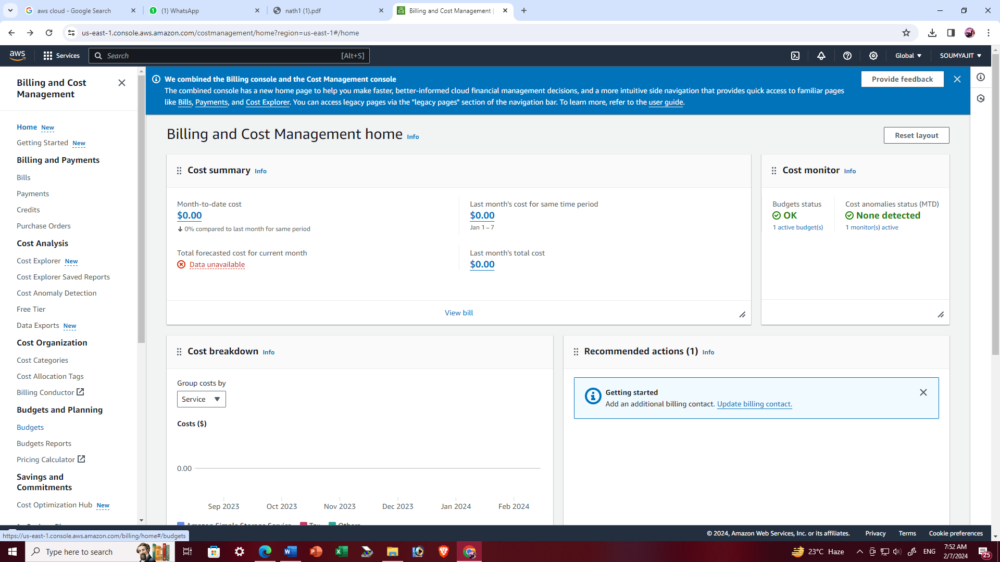 aws cloud - Google Search
(1) WhatsApp
nath1 (1).pdf
Billing and Cost Management |
us-east-1.console.aws.amazon.com/costmanagement/home?region=us-east-1#/home
aws
Services
Search
[Alt+S]
Global
SOUMYAJIT
Billing and Cost
Management
Home New
Getting Started New
Billing and Payments
Bills
Payments
Credits
Purchase Orders
Cost Analysis
Cost Explorer New
Cost Explorer Saved Reports
Cost Anomaly Detection
Free Tier
Data Exports New
Cost Organization
Cost Categories
Cost Allocation Tags
Billing Conductor
Budgets and Planning
Budgets
Budgets Reports
Pricing Calculator
Savings and
Commitments
Cost Optimization Hub New
We combined the Billing console and the Cost Management console
The combined console has a new home page to help you make faster, better-informed cloud financial management decisions, and a more intuitive side navigation that provides quick access to familiar pages
like Bills, Payments, and Cost Explorer. You can access legacy pages via the "legacy pages" section of the navigation bar. To learn more, refer to the user guide.
Provide feedback
Billing and Cost Management home Info
Reset layout
Cost summary Info
Month-to-date cost
$0.00
0% compared to last month for same period
Last month's cost for same time period
$0.00
Jan 1 – 7
Total forecasted cost for current month
Data unavailable
Last month's total cost
$0.00
View bill
Cost monitor Info
Budgets status
OK
1 active budget(s)
Cost anomalies status (MTD)
None detected
1 monitor(s) active
Cost breakdown Info
Group costs by
Service
Costs ($)
0.00
Sep 2023
Oct 2023
Nov 2023
Dec 2023
Jan 2024
Feb 2024
Amazon Simple Storage Service
Tax
Others
Recommended actions (1) Info
Getting started
Add an additional billing contact. Update billing contact.
https://us-east-1.console.aws.amazon.com/billing/home#/budgets
© 2024, Amazon Web Services, Inc. or its affiliates.
Privacy
Terms
Cookie preferences
Type here to search
23°C Haze
ENG
7:52 AM
2/7/2024
25